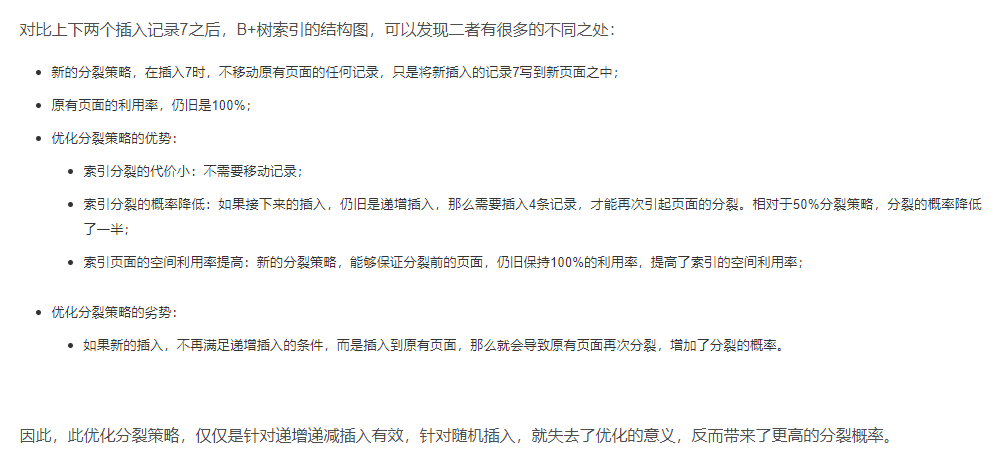 对比上下两个插入记录7之后，B+树索引的结构图，可以发现二者有很多的不同之处：
新的分裂策略，在插入7时，不移动原有页面的任何记录，只是将新插入的记录7写到新页面之中；
原有页面的利用率，仍旧是100%；
优化分裂策略的优势：
索引分裂的代价小：不需要移动记录；
索引分裂的概率降低：如果接下来的插入，仍旧是递增插入，那么需要插入4条记录，才能再次引起页面的分裂。相对于50%分裂策略，分裂的概率降低
了一半；
索引页面的空间利用率提高：新的分裂策略，能够保证分裂前的页面，仍旧保持100%的利用率，提高了索引的空间利用率；
优化分裂策略的劣势：
如果新的插入，不再满足递增插入的条件，而是插入到原有页面，那么就会导致原有页面再次分裂，增加了分裂的概率。
因此，此优化分裂策略，仅仅是针对递增递减插入有效，针对随机插入，就失去了优化的意义，反而带来了更高的分裂概率。